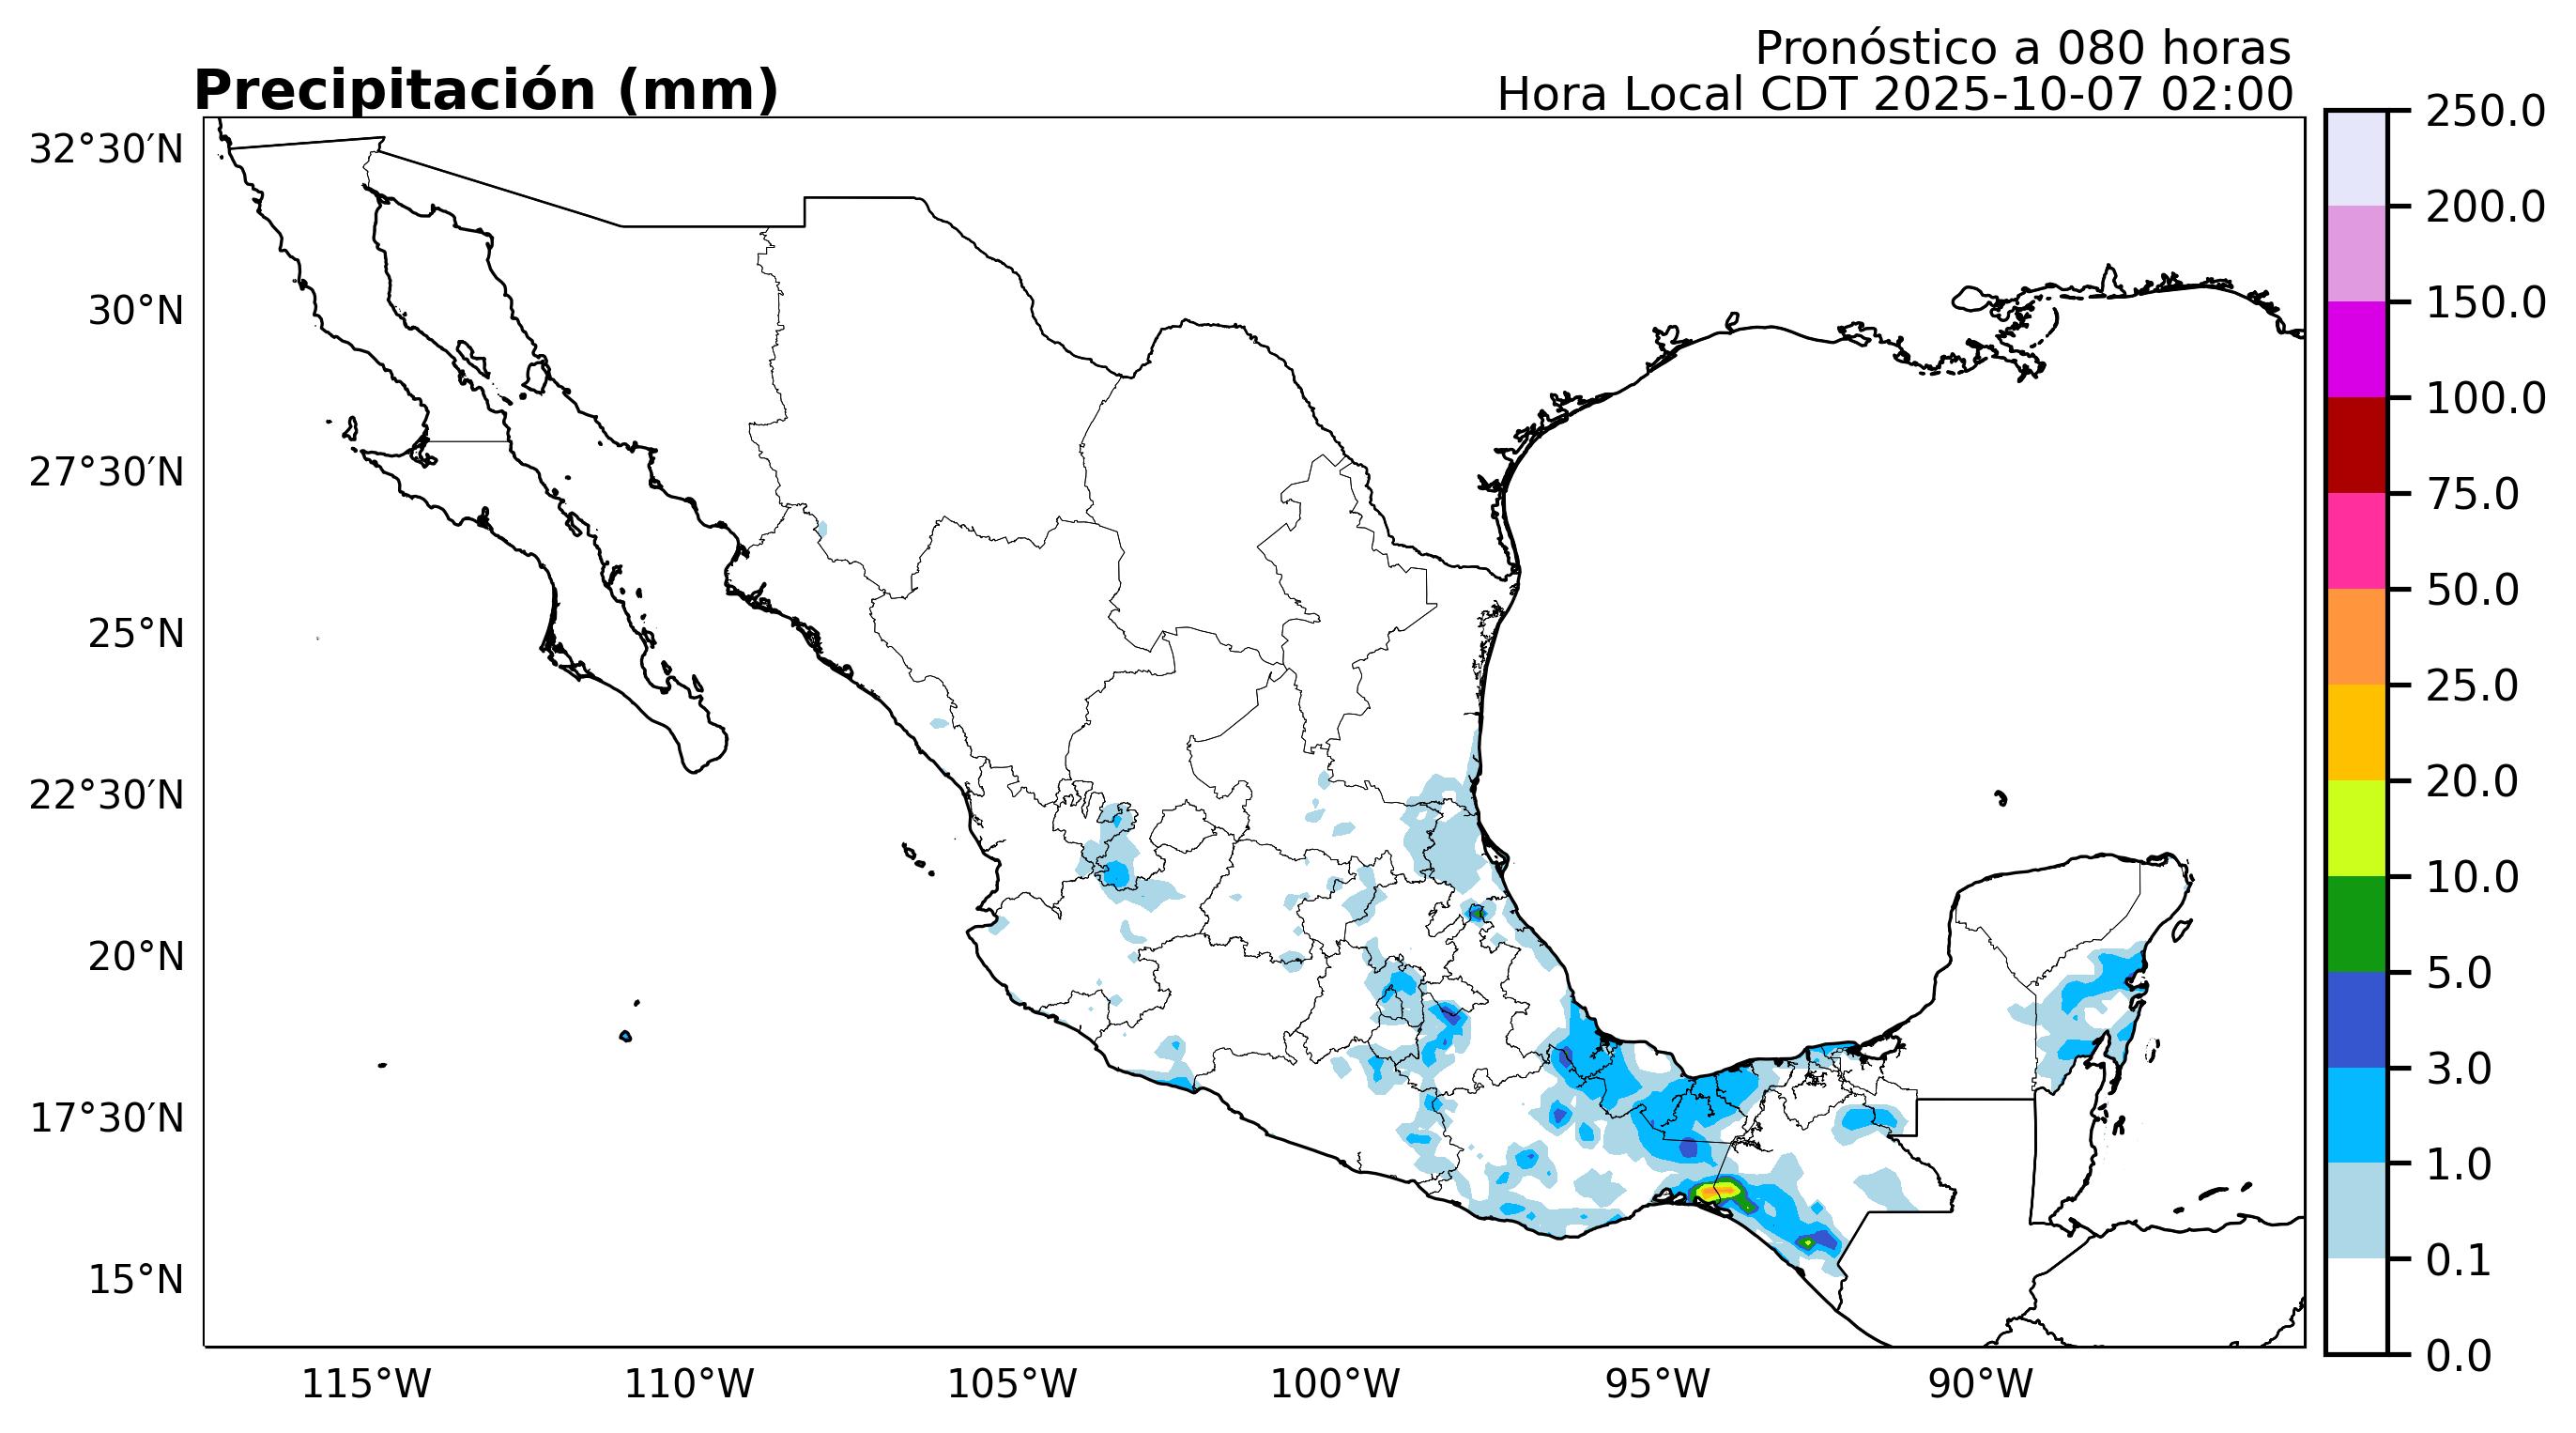 Pronóstico a 080 horas
Precipitación (mm)
Hora Local CDT 2025-10-07 02:00
32°30′N
30°N
27°30′N
25°N
22°30′N
20°N
17°30′N
15°N
115°W
110°W
105°W
100°W
95°W
90°W
250.0
200.0
150.0
100.0
75.0
50.0
25.0
20.0
10.0
5.0
3.0
1.0
0.1
0.0